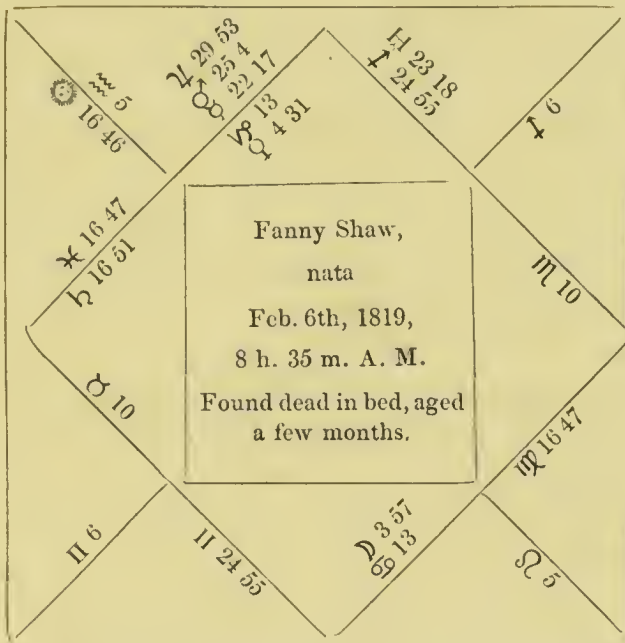 ♃ 29 53
♂ 25 4
☿ 22 17
♑ 13
♀ 4 31
♅ 23 18
♐ 24 55
♒ 5
☉ 16 46
♐ 6
♓ 16 47
♄ 16 51
♏ 10
Fanny Shaw,
nata
Feb. 6th, 1819,
8 h. 35 m. A. M.
Found dead in bed, aged
a few months.
♉ 10
♍ 16 47
♊ 6
♊ 24 55
☽ 3 57
♋ 13
♌ 5